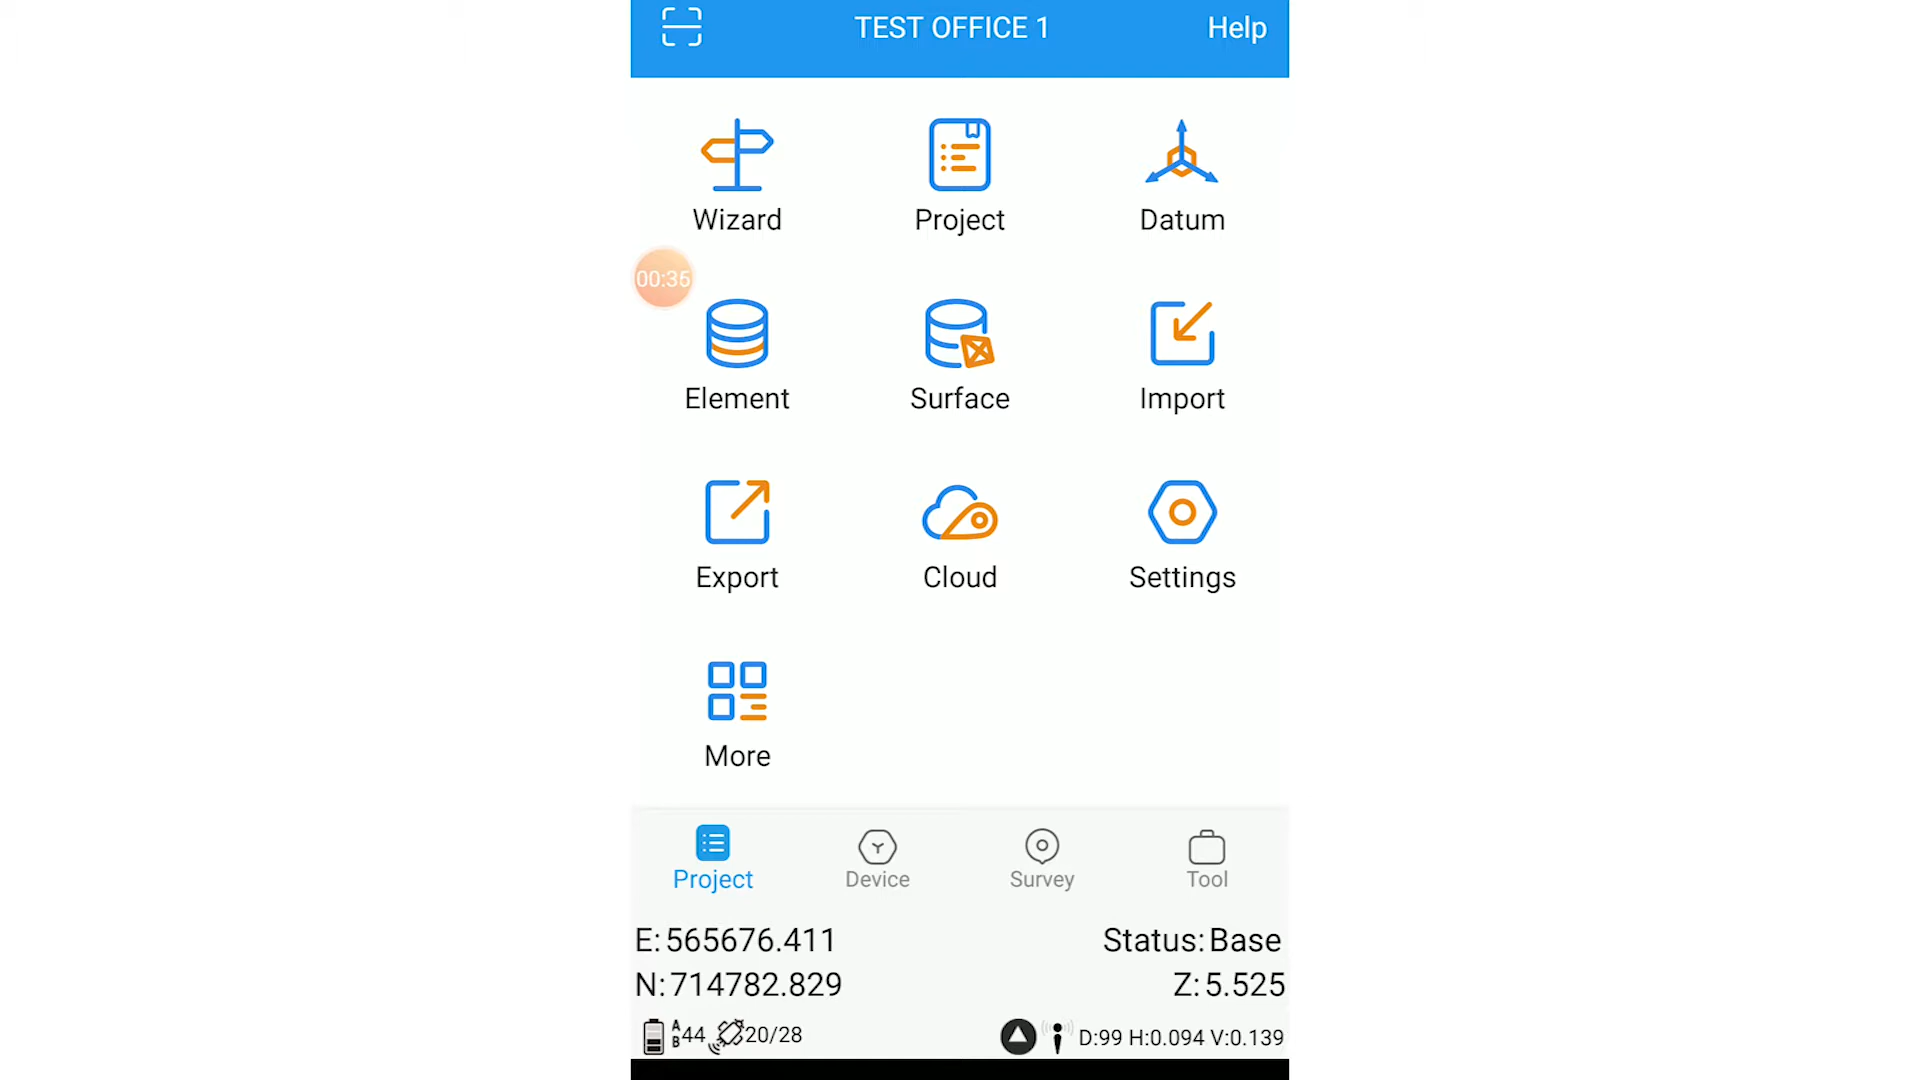 TEST OFFICE 1
Help
Wizard
Project
Datum
00:36
Element
Surface
Import
Export
Cloud
Settings
More
Project
Device
Survey
Tool
E:565676.411
Status:Base
N:714782.829
Z:5.525
A
B
44
20/28
D:99 H:0.094 V:0.139